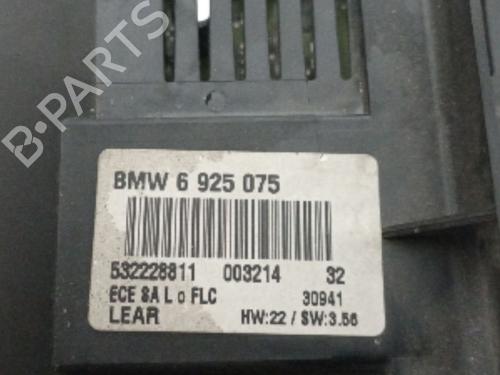 B-PARTS
BMW 6 925 075
532228811 003214 32
ECE SA L o FLC 30941
LEAR HW:22 / SW:3.56